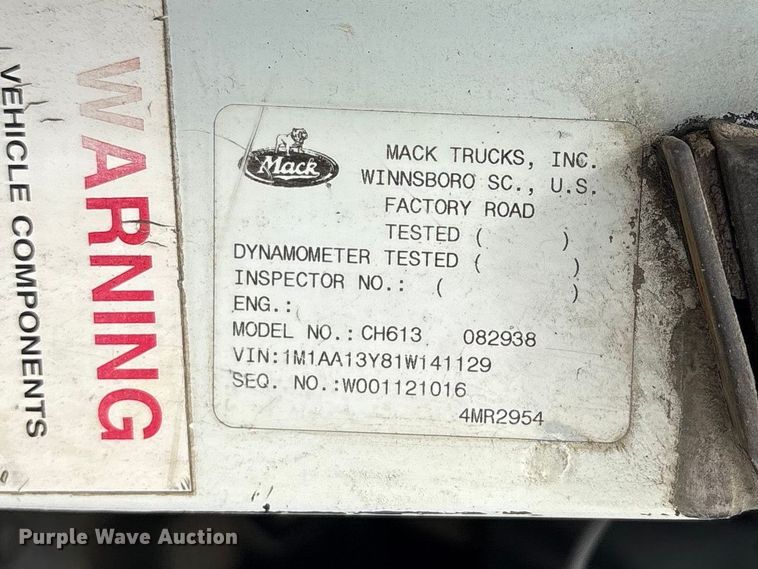 WARNING
VEHICLE COMPONENTS
Mack
MACK TRUCKS, INC.
WINNSBORO SC., U.S.
FACTORY ROAD
TESTED (          )
DYNAMOMETER TESTED (          )
INSPECTOR NO.: (          )
ENG.:
MODEL NO.: CH613 082938
VIN:1M1AA13Y81W141129
SEQ. NO.:W001121016
4MR2954
Purple Wave Auction